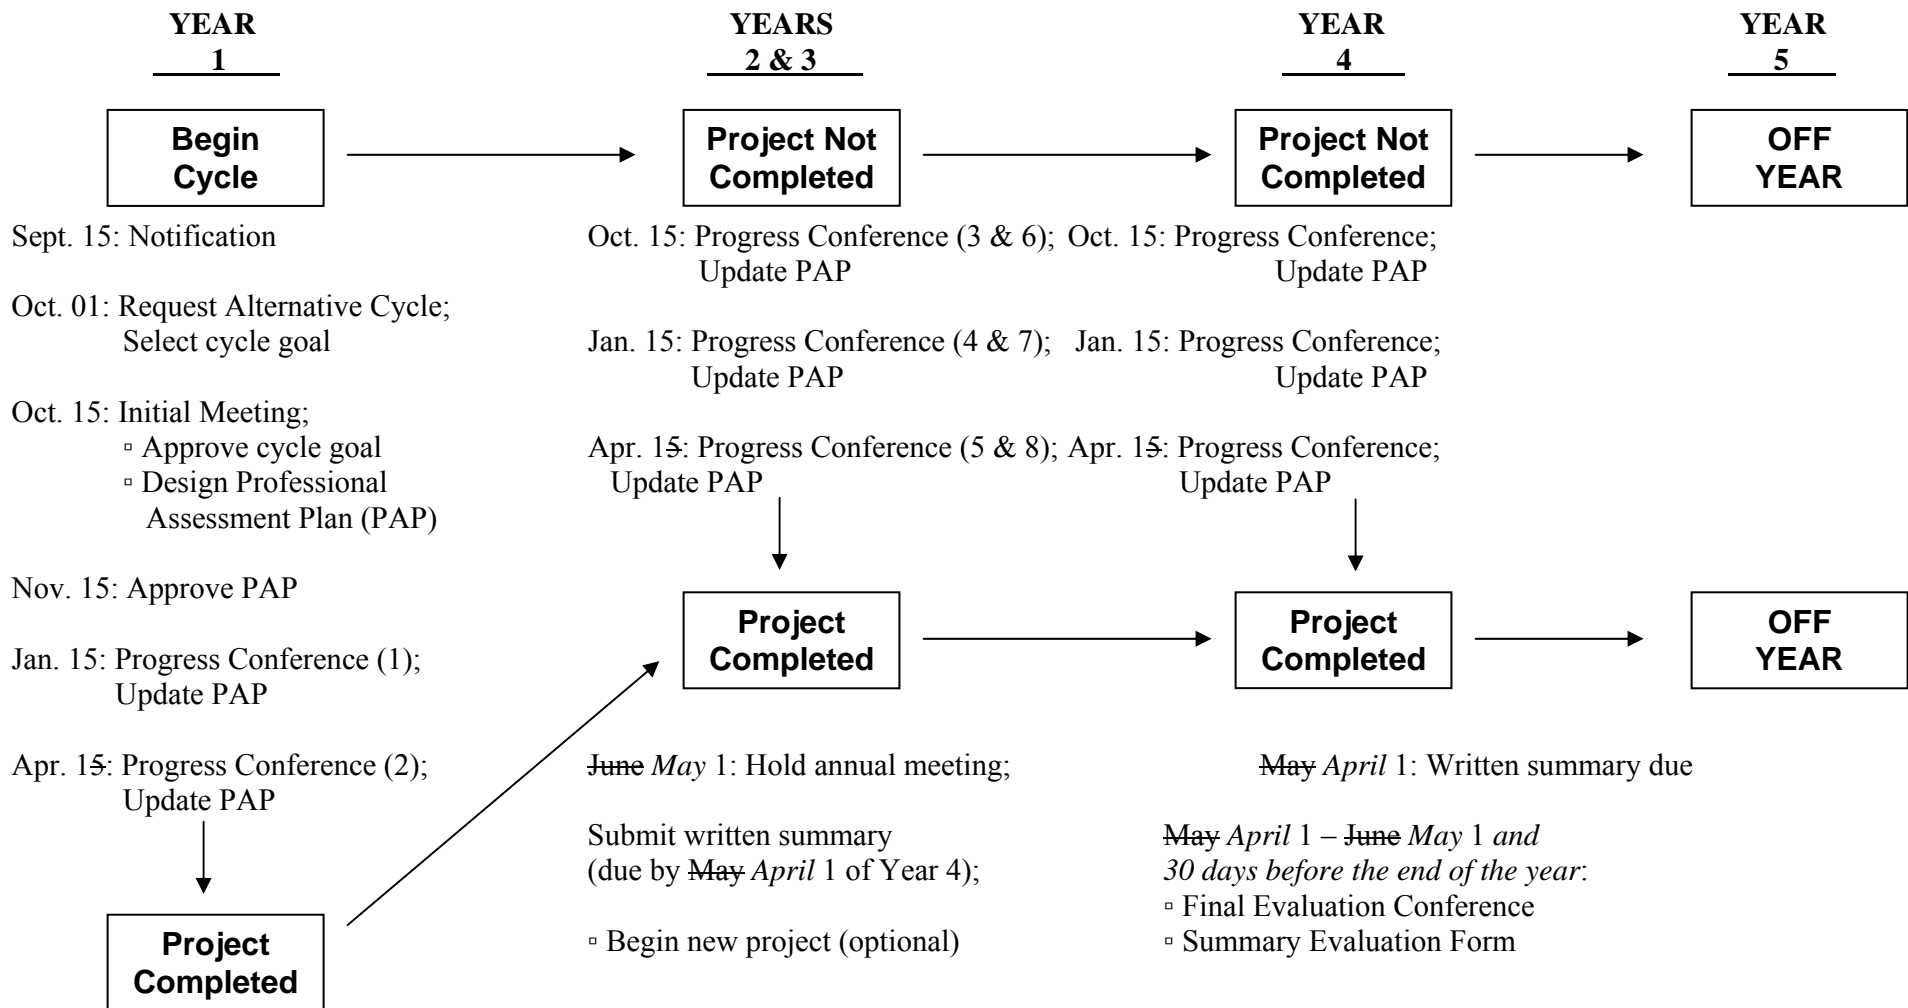 YEAR
1
YEARS
2 & 3
YEAR
4
YEAR
5
Begin
Cycle
Project Not
Completed
Project Not
Completed
OFF
YEAR
Sept. 15: Notification
Oct. 01: Request Alternative Cycle;
Select cycle goal
Oct. 15: Initial Meeting;
▫ Approve cycle goal
▫ Design Professional
Assessment Plan (PAP)
Nov. 15: Approve PAP
Jan. 15: Progress Conference (1);
Update PAP
Apr. 15: Progress Conference (2);
Update PAP
Project
Completed
Oct. 15: Progress Conference (3 & 6);
Update PAP
Jan. 15: Progress Conference (4 & 7);
Update PAP
Apr. 15: Progress Conference (5 & 8);
Update PAP
Project
Completed
June May 1: Hold annual meeting;
Submit written summary
(due by May April 1 of Year 4);
▫ Begin new project (optional)
Oct. 15: Progress Conference;
Update PAP
Jan. 15: Progress Conference;
Update PAP
Apr. 15: Progress Conference;
Update PAP
Project
Completed
May April 1: Written summary due
May April 1 – June May 1 and
30 days before the end of the year:
▫ Final Evaluation Conference
▫ Summary Evaluation Form
OFF
YEAR